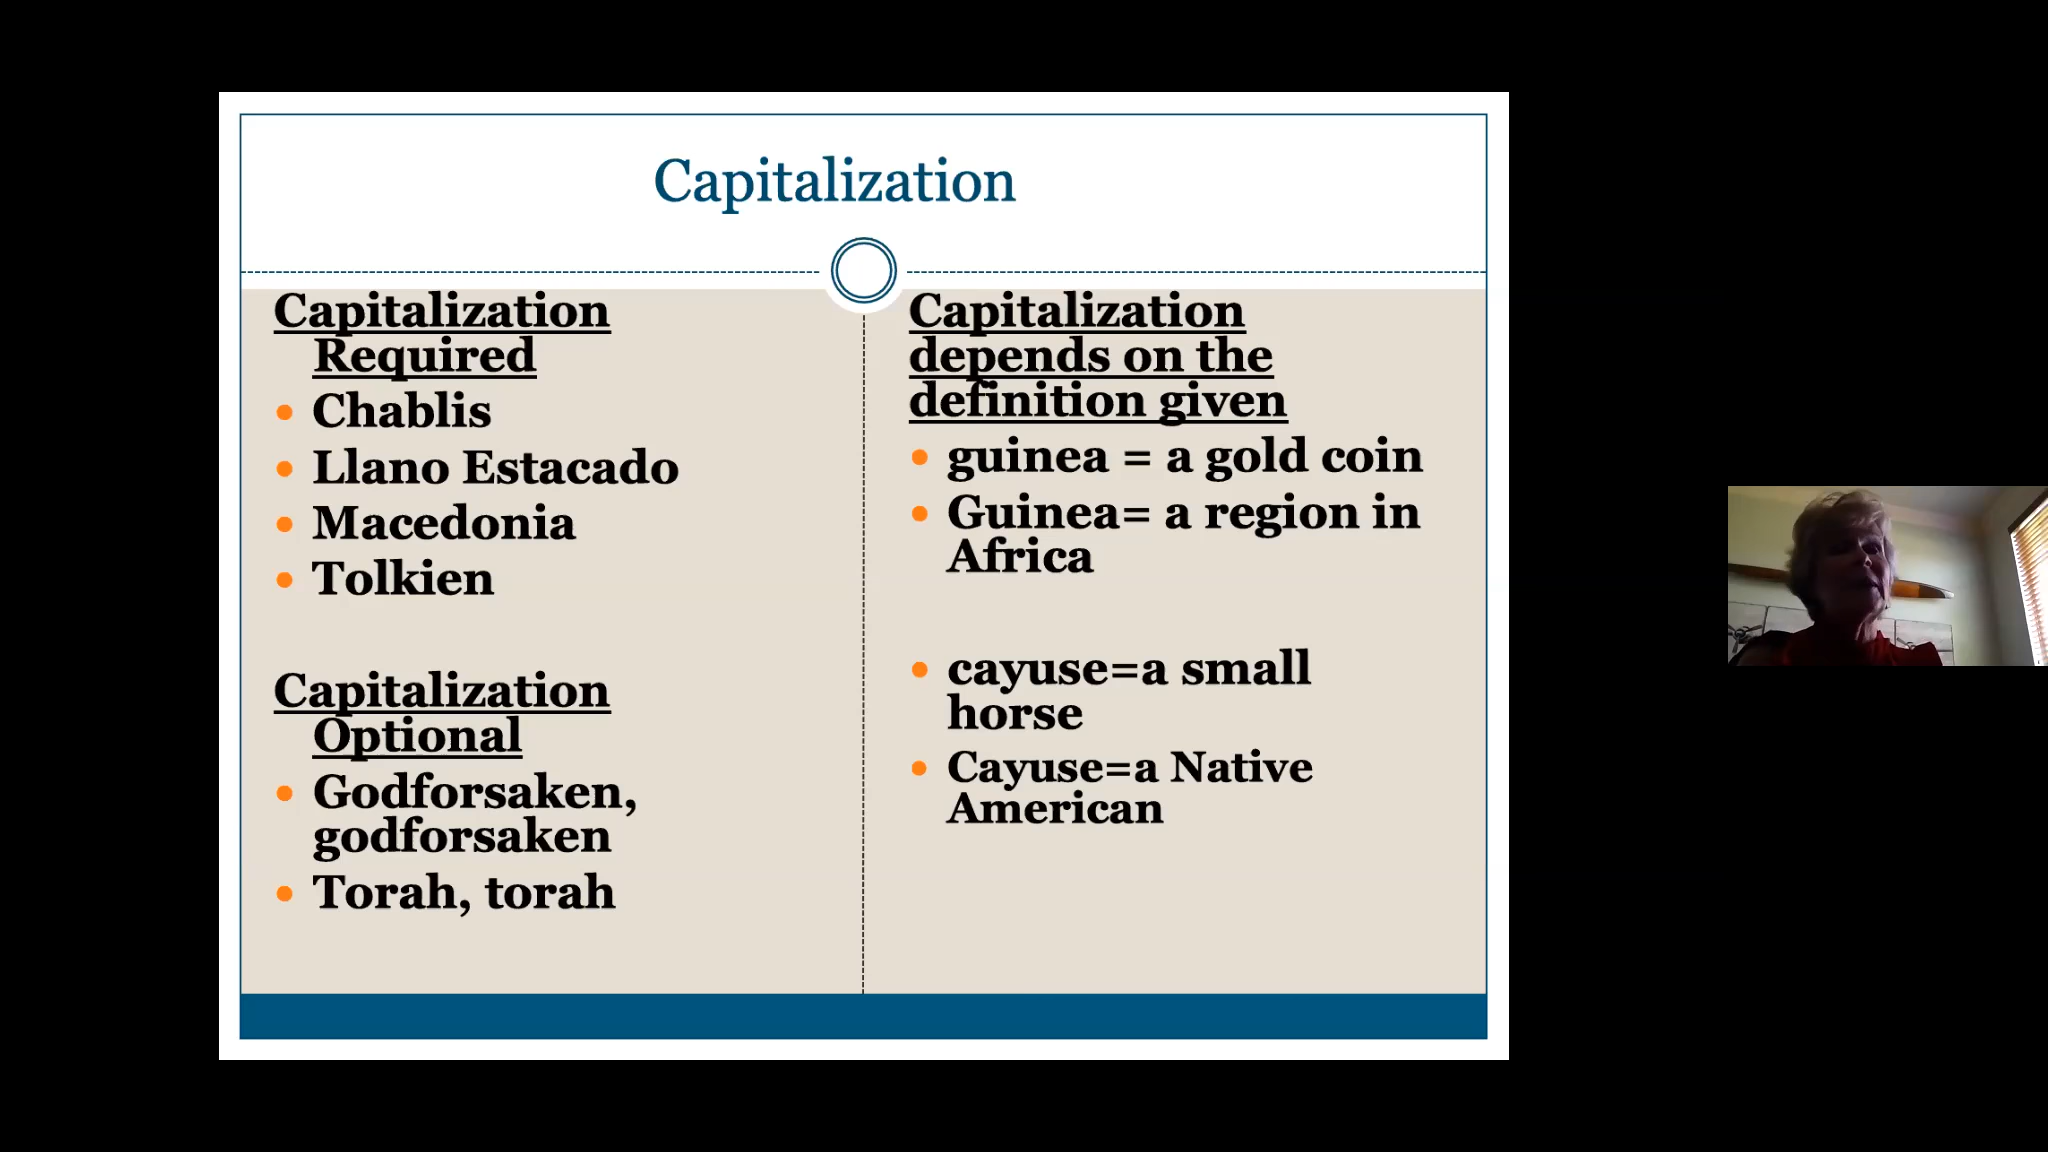 Capitalization
Capitalization
Required
• Chablis
• Llano Estacado
• Macedonia
• Tolkien
Capitalization
Optional
• Godforsaken,
godforsaken
• Torah, torah
Capitalization
depends on the
definition given
• guinea = a gold coin
• Guinea= a region in
Africa
• cayuse=a small
horse
• Cayuse=a Native
American